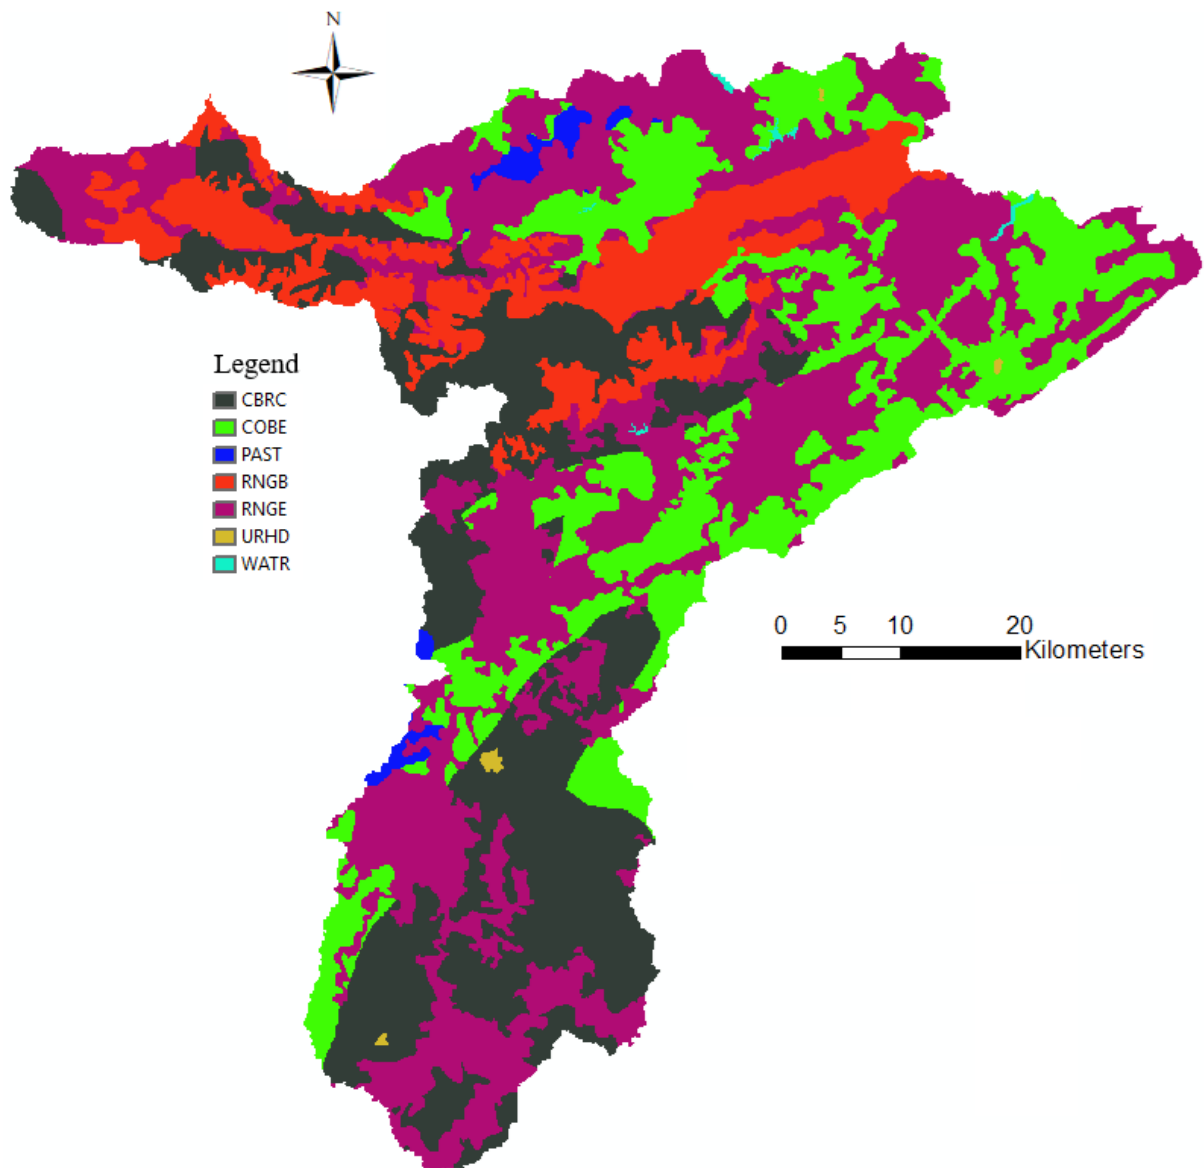 N
Legend
CBRC
COBE
PAST
RNGB
RNGE
URHD
WATR
0 5 10 20
Kilometers